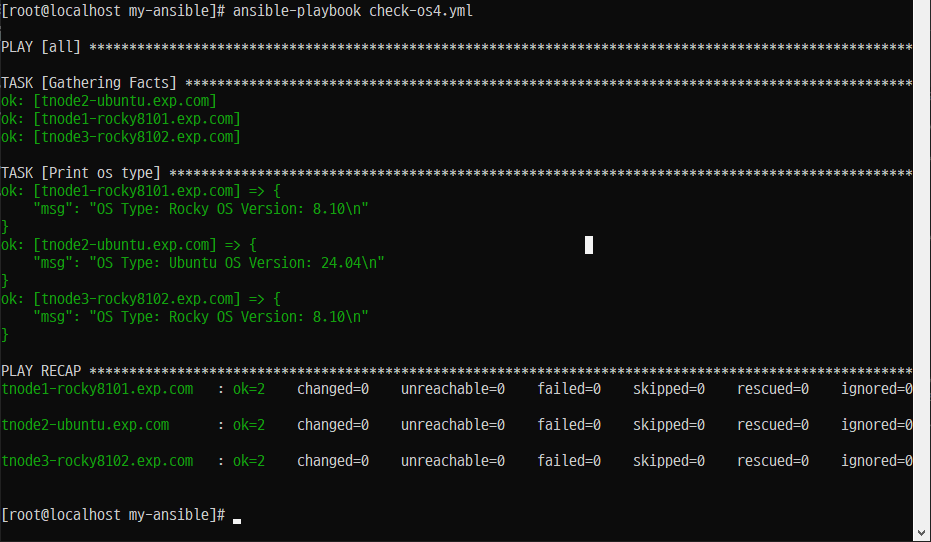 [root@localhost my-ansible]# ansible-playbook check-os4.yml
PLAY [all] *******************************************************************************************************
TASK [Gathering Facts] *******************************************************************************************
ok: [tnode2-ubuntu.exp.com]
ok: [tnode1-rocky8101.exp.com]
ok: [tnode3-rocky8102.exp.com]
TASK [Print os type] *********************************************************************************************
ok: [tnode1-rocky8101.exp.com] => {
    "msg": "OS Type: Rocky OS Version: 8.10\n"
}
ok: [tnode2-ubuntu.exp.com] => {
    "msg": "OS Type: Ubuntu OS Version: 24.04\n"
}
ok: [tnode3-rocky8102.exp.com] => {
    "msg": "OS Type: Rocky OS Version: 8.10\n"
}
PLAY RECAP *******************************************************************************************************
tnode1-rocky8101.exp.com   : ok=2    changed=0    unreachable=0    failed=0    skipped=0    rescued=0    ignored=0
tnode2-ubuntu.exp.com      : ok=2    changed=0    unreachable=0    failed=0    skipped=0    rescued=0    ignored=0
tnode3-rocky8102.exp.com   : ok=2    changed=0    unreachable=0    failed=0    skipped=0    rescued=0    ignored=0
[root@localhost my-ansible]#